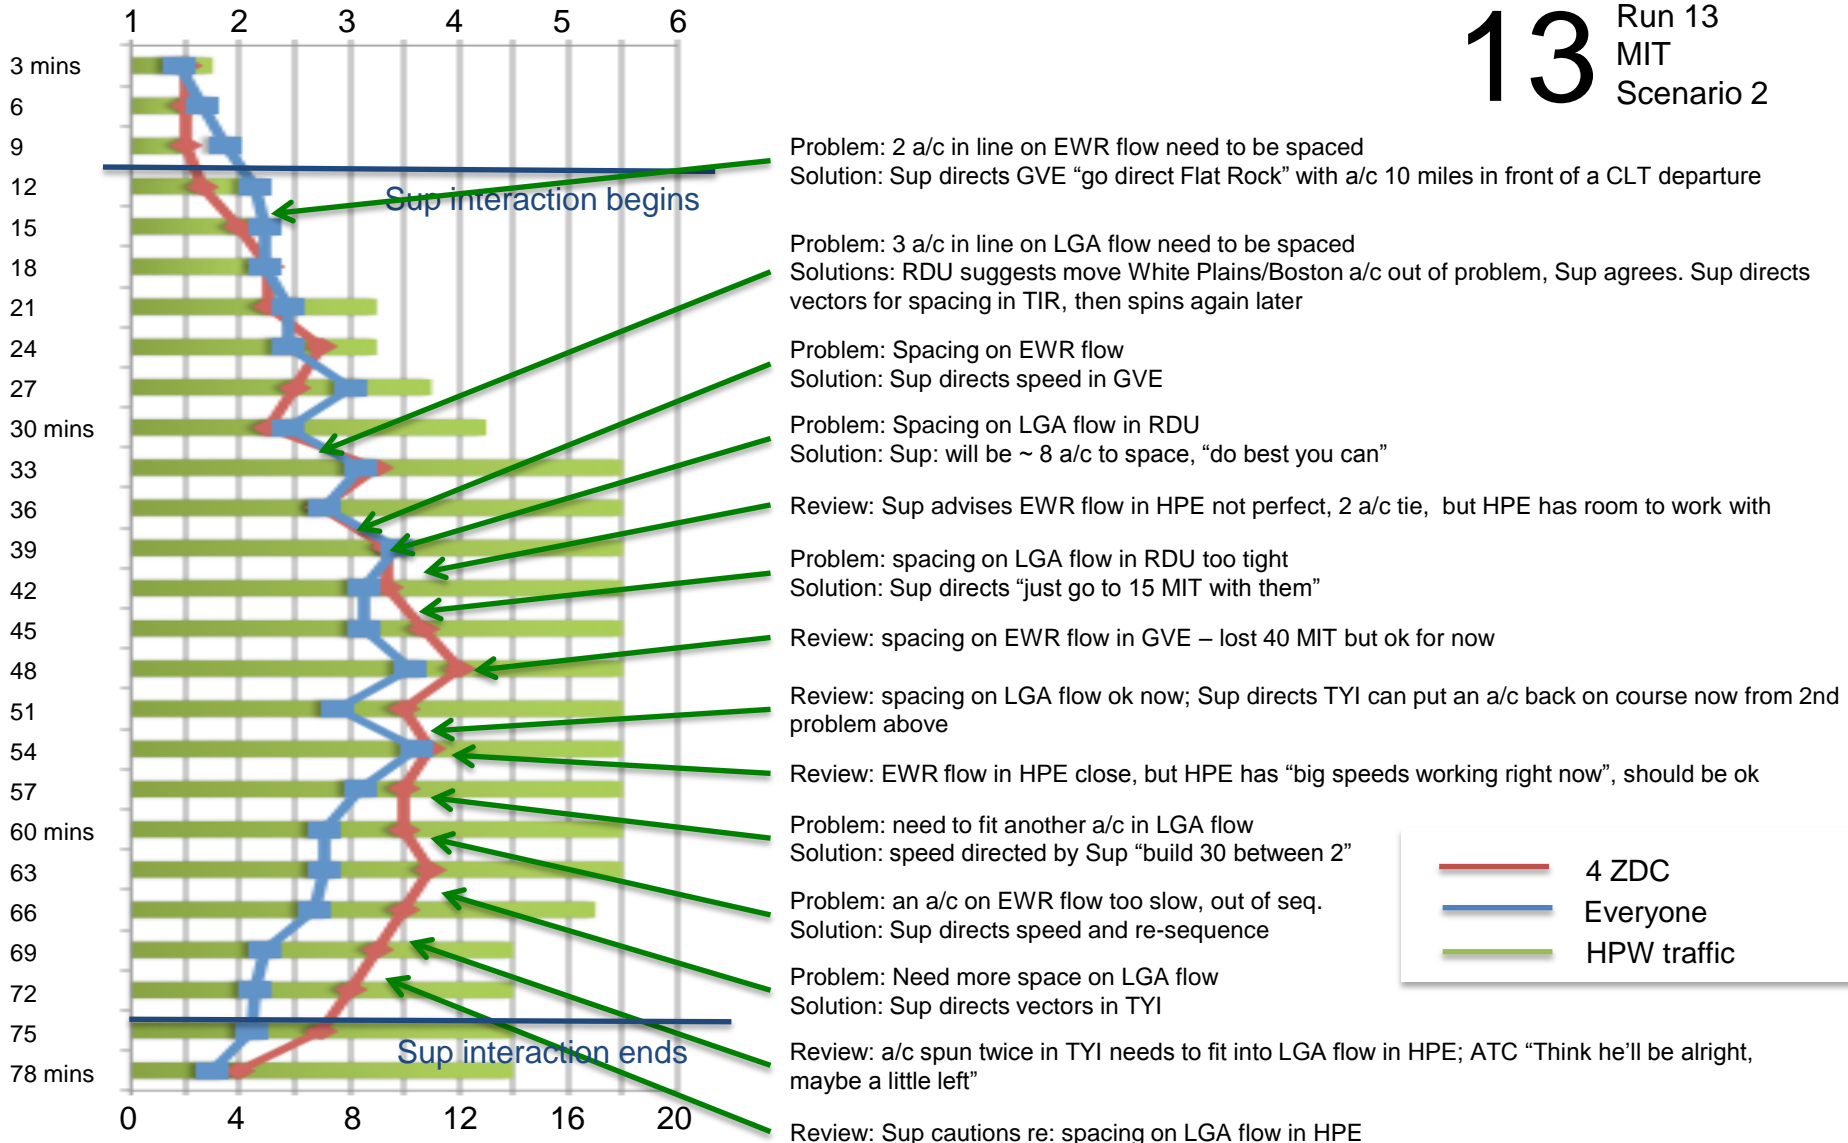 1 2 3 4 5 6
13
Run 13
MIT
Scenario 2
3 mins
6
9
12
15
18
21
24
27
30 mins
33
36
39
42
45
48
51
54
57
60 mins
63
66
69
72
75
78 mins
0 4 8 12 16 20
Sup interaction begins
Sup interaction ends
Problem: 2 a/c in line on EWR flow need to be spaced
Solution: Sup directs GVE “go direct Flat Rock” with a/c 10 miles in front of a CLT departure
Problem: 3 a/c in line on LGA flow need to be spaced
Solutions: RDU suggests move White Plains/Boston a/c out of problem, Sup agrees. Sup directs
vectors for spacing in TIR, then spins again later
Problem: Spacing on EWR flow
Solution: Sup directs speed in GVE
Problem: Spacing on LGA flow in RDU
Solution: Sup: will be ~ 8 a/c to space, “do best you can”
Review: Sup advises EWR flow in HPE not perfect, 2 a/c tie, but HPE has room to work with
Problem: spacing on LGA flow in RDU too tight
Solution: Sup directs “just go to 15 MIT with them”
Review: spacing on EWR flow in GVE – lost 40 MIT but ok for now
Review: spacing on LGA flow ok now; Sup directs TYI can put an a/c back on course now from 2nd
problem above
Review: EWR flow in HPE close, but HPE has “big speeds working right now”, should be ok
Problem: need to fit another a/c in LGA flow
Solution: speed directed by Sup “build 30 between 2”
Problem: an a/c on EWR flow too slow, out of seq.
Solution: Sup directs speed and re-sequence
Problem: Need more space on LGA flow
Solution: Sup directs vectors in TYI
Review: a/c spun twice in TYI needs to fit into LGA flow in HPE; ATC “Think he’ll be alright,
maybe a little left”
Review: Sup cautions re: spacing on LGA flow in HPE
4 ZDC
Everyone
HPW traffic